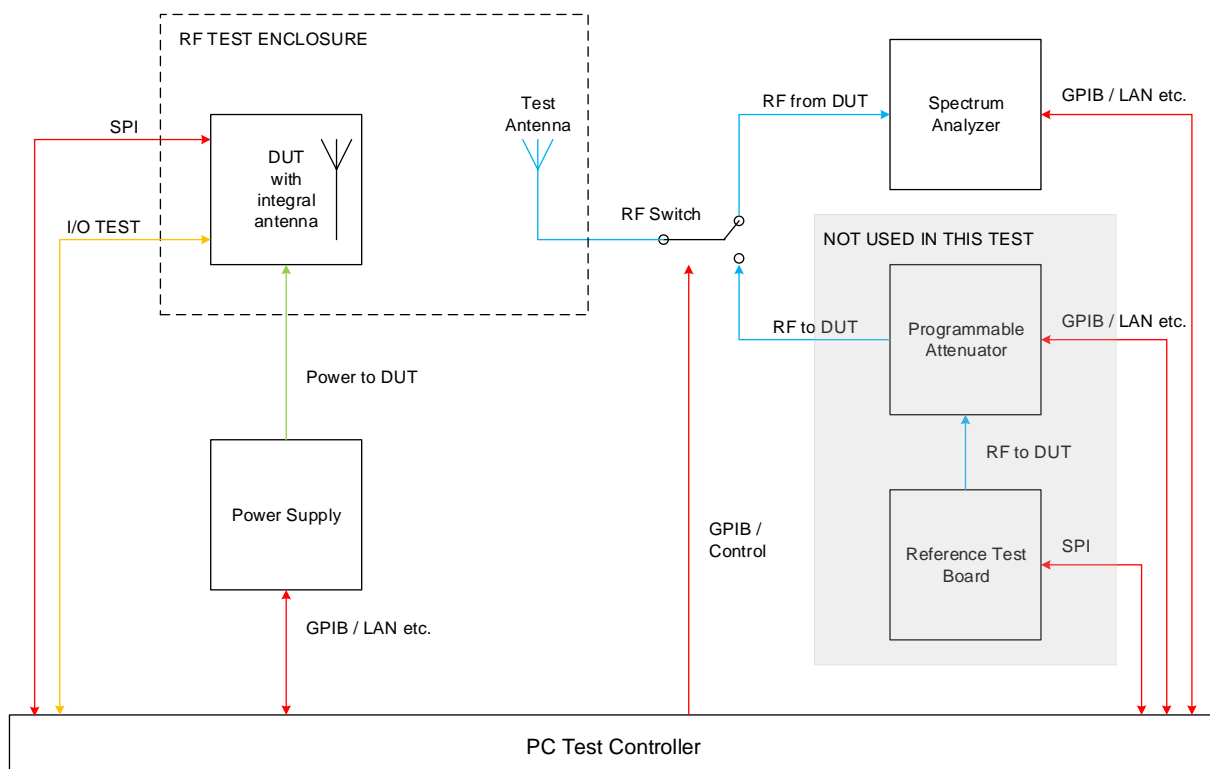 RF TEST ENCLOSURE
SPI
I/O TEST
DUT
with
integral
antenna
Test
Antenna
RF Switch
RF from DUT
Spectrum
Analyzer
GPIB / LAN etc.
NOT USED IN THIS TEST
RF to DUT
Programmable
Attenuator
GPIB / LAN etc.
RF to DUT
Reference Test
Board
SPI
Power to DUT
Power Supply
GPIB / LAN etc.
GPIB /
Control
PC Test Controller